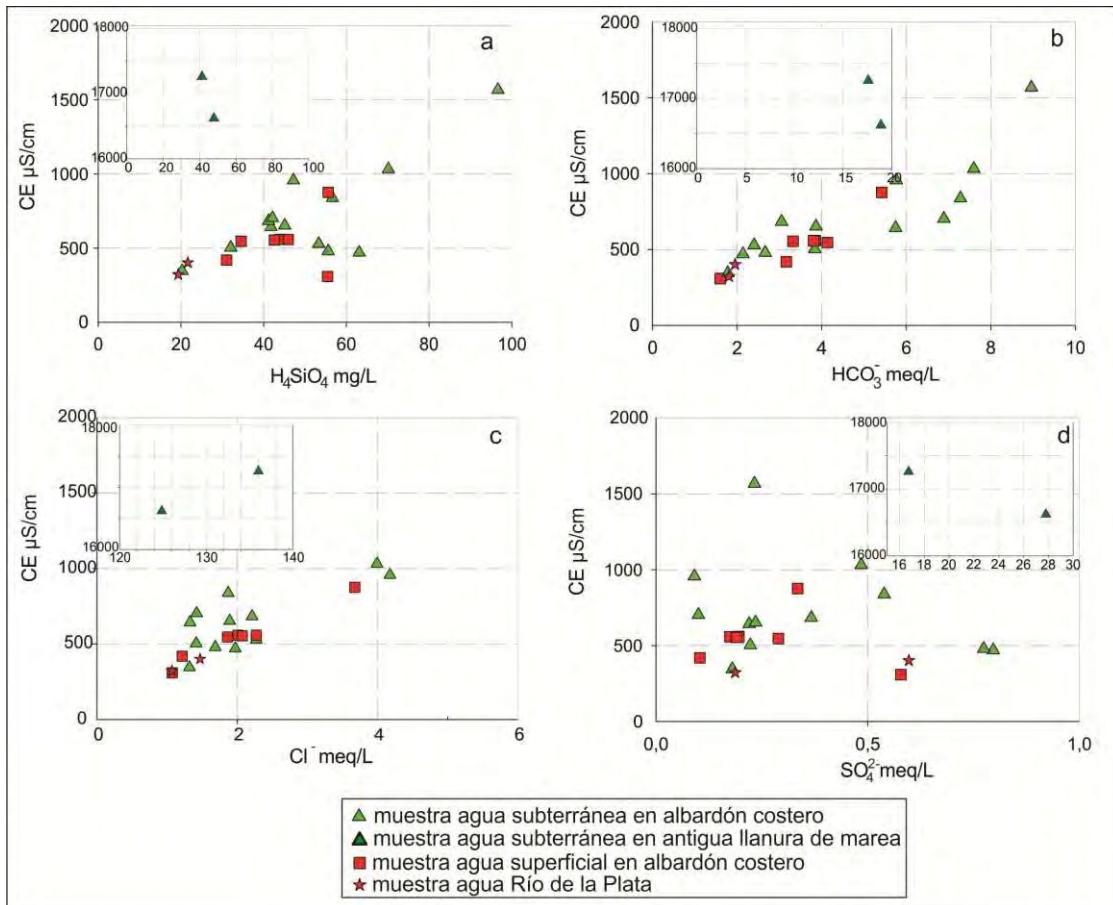 a
2000
1500
1000
500
0
CE µS/cm
18000
17000
16000
0 20 40 60 80 100
0 20 40 60 80 100
H₄SiO₄ mg/L
b
2000
1500
1000
500
0
CE µS/cm
18000
17000
16000
0 5 10 15 20
0 2 4 6 8 10
HCO₃⁻ meq/L
c
2000
1500
1000
500
0
CE µS/cm
18000
16000
120 130 140
0 2 4 6
Cl⁻ meq/L
d
2000
1500
1000
500
0
CE µS/cm
18000
17000
16000
16 18 20 22 24 26 28 30
0,0 0,5 1,0
SO₄²⁻ meq/L
muestra agua subterránea en albardón costero
muestra agua subterránea en antigua llanura de marea
muestra agua superficial en albardón costero
muestra agua Río de la Plata